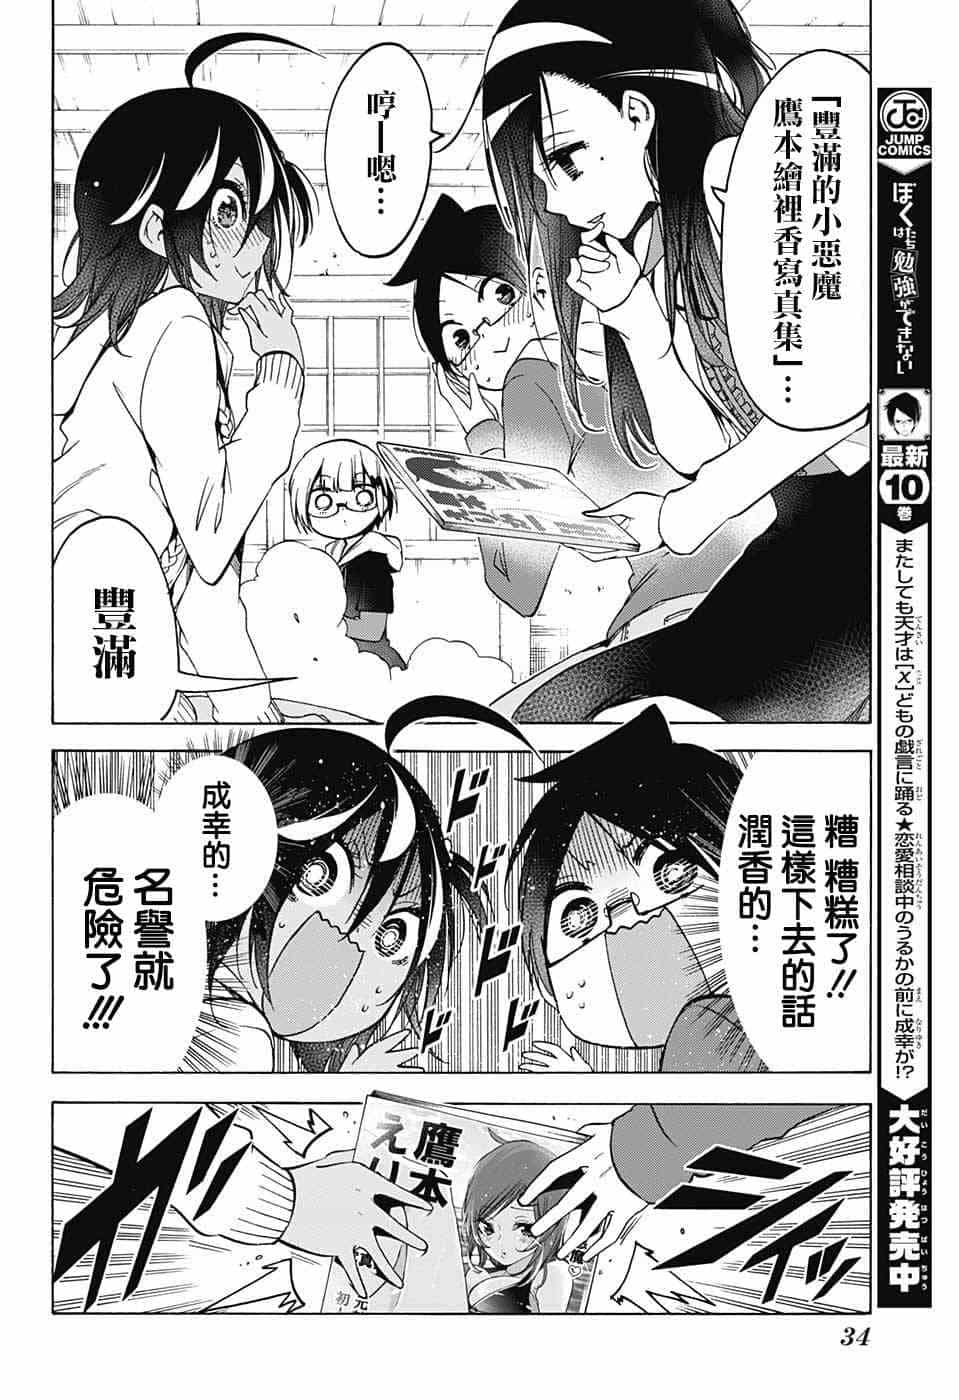 「豐滿的小惡魔
鷹本繪裡香寫真集」…
哼—嗯…
豐滿
糟 糟糕了!!
這樣下去的話
潤香的…
成幸的…
名譽就
危險了!!!
ドドド
ドドド
ガッ
ガシィッ
鷹本
えり
元
初
34
JUMP
COMICS
ぼくたちは勉強ができない
最新
10
巻
またしても天才は[x]どもの戯言に踊る★恋愛相談中のうるかの前に成幸が!?
大好評発売中